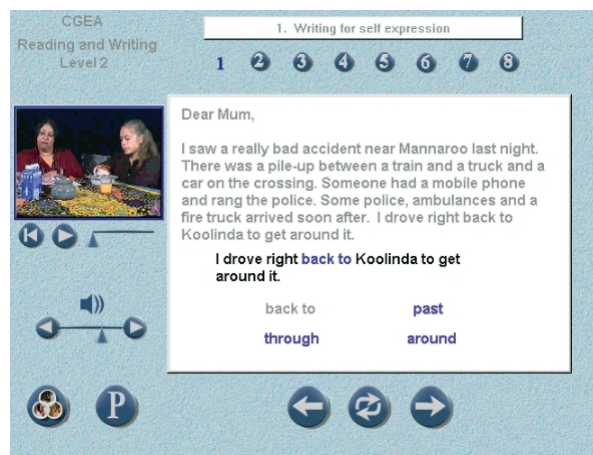 CGEA
Reading and Writing
Level 2
1. Writing for self expression
1 2 3 4 5 6 7 8
Dear Mum,
I saw a really bad accident near Mannaroo last night.
There was a pile-up between a train and a truck and a
car on the crossing. Someone had a mobile phone
and rang the police. Some police, ambulances and a
fire truck arrived soon after. I drove right back to
Koolinda to get around it.
I drove right back to Koolinda to get
around it.
back to past
through around
P